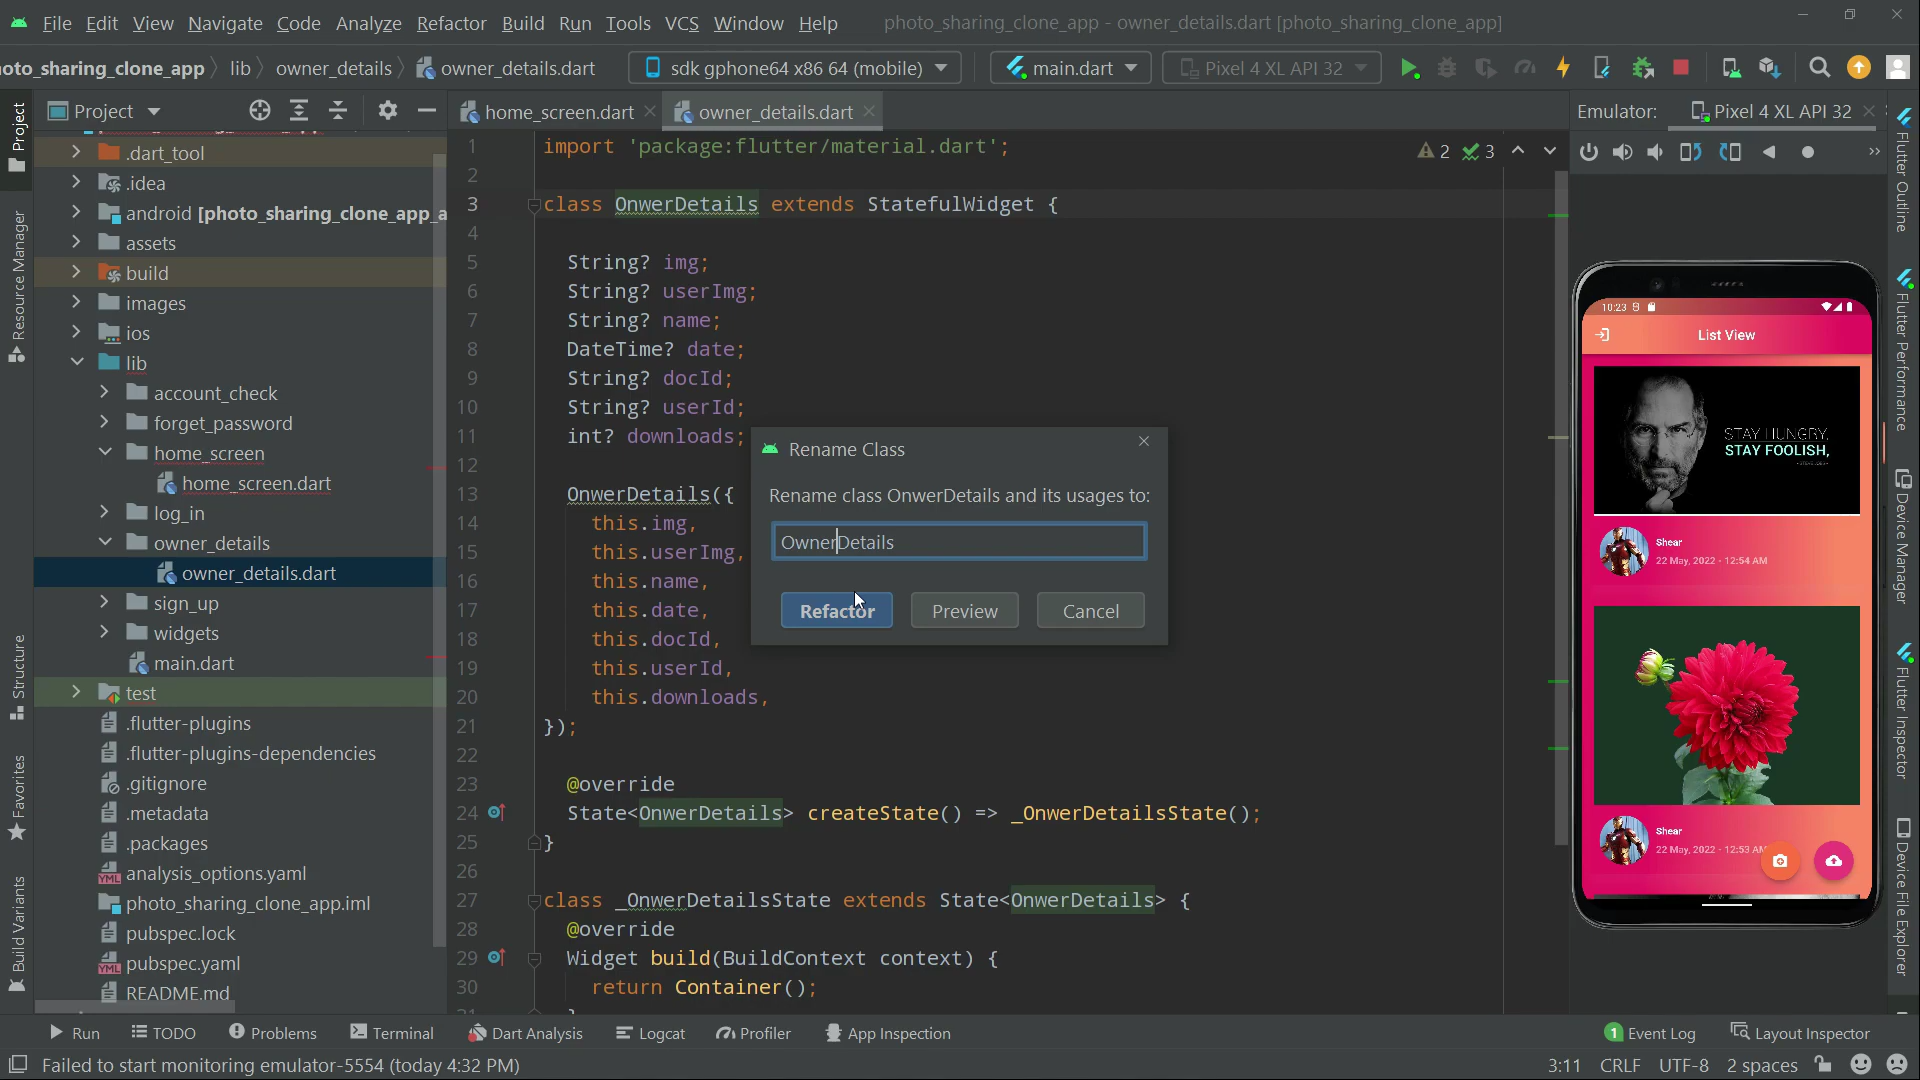 File Edit View Navigate Code Analyze Refactor Build Run Tools VCS Window Help photo_sharing_clone_app - owner_details.dart [photo_sharing_clone_app]
oto_sharing_clone_app lib owner_details owner_details.dart sdk gphone64 x86 64 (mobile) main.dart Pixel 4 XL API 32
Project home_screen.dart owner_details.dart Emulator: Pixel 4 XL API 32
.dart_tool
.idea
android [photo_sharing_clone_app_a
assets
build
images
ios
lib
account_check
forget_password
home_screen
home_screen.dart
log_in
owner_details
owner_details.dart
sign_up
widgets
main.dart
test
.flutter-plugins
.flutter-plugins-dependencies
.gitignore
.metadata
.packages
analysis_options.yaml
photo_sharing_clone_app.iml
pubspec.lock
pubspec.yaml
README.md
Project
Resource Manager
Structure
Favorites
Build Variants
2 3
1 import 'package:flutter/material.dart';
2
3 class OnwerDetails extends StatefulWidget {
4
5 String? img;
6 String? userImg;
7 String? name;
8 DateTime? date;
9 String? docId;
10 String? userId;
11 int? downloads;
12
13 OnwerDetails({
14 this.img,
15 this.userImg,
16 this.name,
17 this.date,
18 this.docId,
19 this.userId,
20 this.downloads,
21 });
22
23 @override
24 State<OnwerDetails> createState() => _OnwerDetailsState();
25 }
26
27 class _OnwerDetailsState extends State<OnwerDetails> {
28 @override
29 Widget build(BuildContext context) {
30 return Container();
Rename Class
Rename class OnwerDetails and its usages to:
OwnerDetails
Refactor Preview Cancel
10:23
List View
STAY HUNGRY,
STAY FOOLISH,
Shear
22 May, 2022 - 12:54 AM
Shear
22 May, 2022 - 12:53 AM
Flutter Outline
Flutter Performance
Device Manager
Flutter Inspector
Device File Explorer
Run TODO Problems Terminal Dart Analysis Logcat Profiler App Inspection 1 Event Log Layout Inspector
Failed to start monitoring emulator-5554 (today 4:32 PM) 3:11 CRLF UTF-8 2 spaces